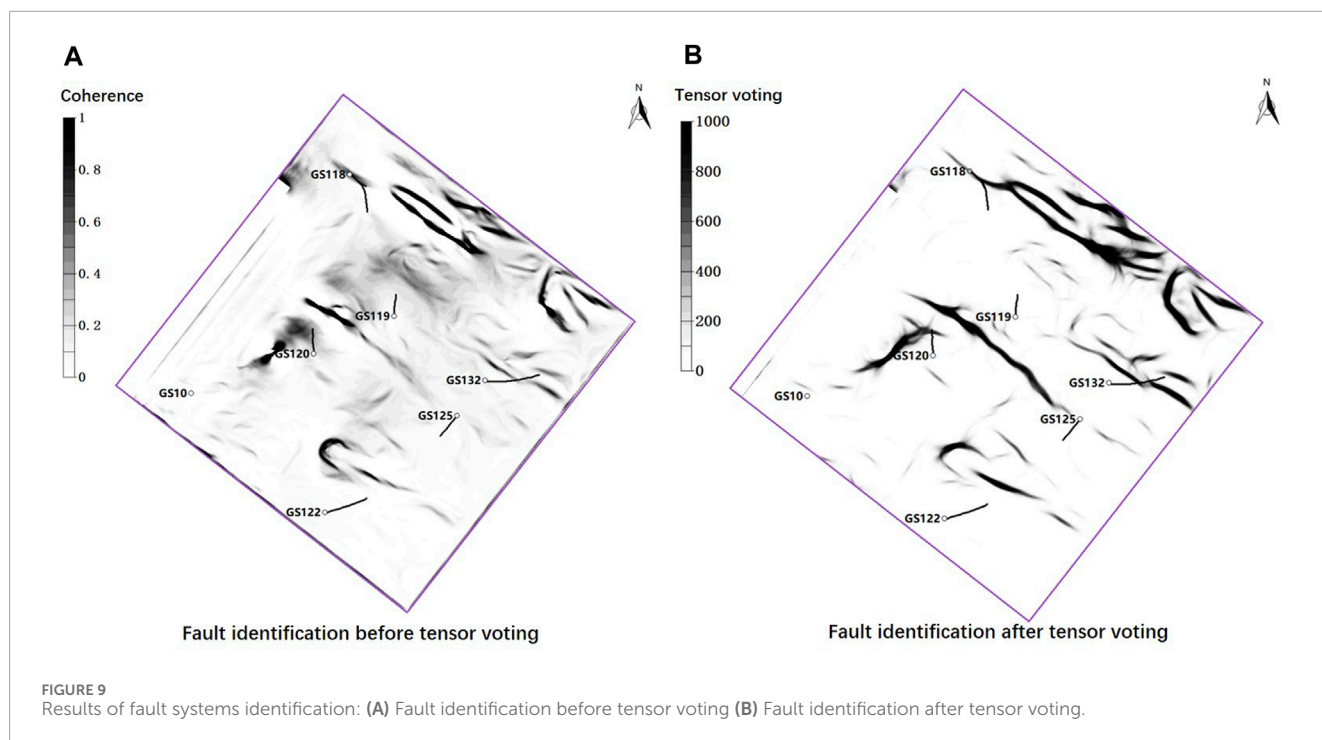 A
Coherence
1
0. 8
0. 6
0. 4
0. 2
0
N
GS118
GS119
GS120
GS132
GS10
GS125
GS122
Fault identification before tensor voting
B
Tensor voting
1000
800
600
400
200
0
N
GS118
GS119
GS120
GS132
GS10
GS125
GS122
Fault identification after tensor voting
FIGURE 9
Results of fault systems identification: (A) Fault identification before tensor voting (B) Fault identification after tensor voting.